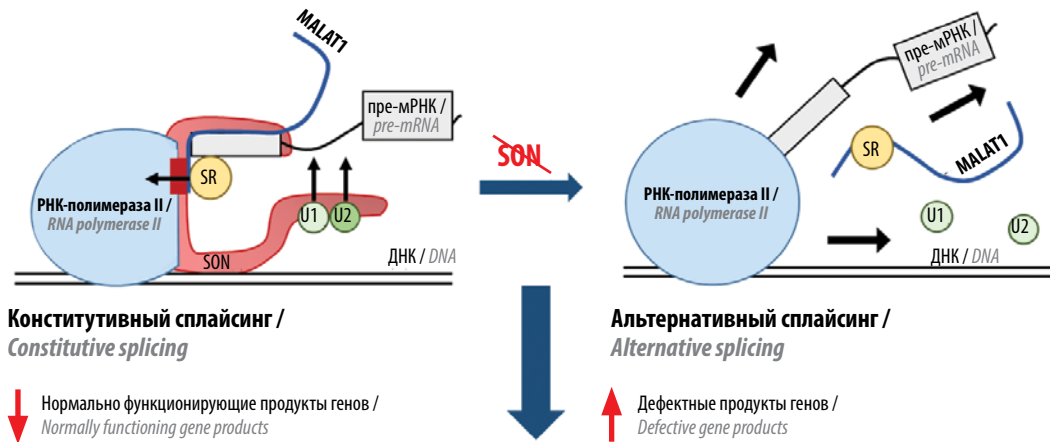 MALAT1
пре-мРНК /
pre-mRNA
SR
РНК-полимераза II /
RNA polymerase II
U1
U2
SON
ДНК / DNA
Конститутивный сплайсинг /
Constitutive splicing
Нормально функционирующие продукты генов /
Normally functioning gene products
SON
пре-мРНК /
pre-mRNA
SR
MALAT1
РНК-полимераза II /
RNA polymerase II
U1
U2
ДНК / DNA
Альтернативный сплайсинг /
Alternative splicing
Дефектные продукты генов /
Defective gene products